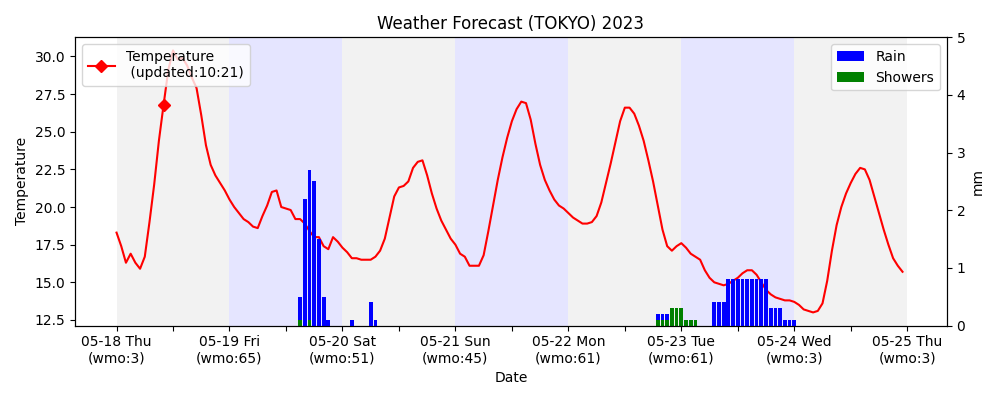 Weather Forecast (TOKYO) 2023
Temperature
(updated:10:21)
Rain
Showers
30.0
27.5
25.0
22.5
20.0
17.5
15.0
12.5
Temperature
5
4
3
2
1
0
mm
05-18 Thu
(wmo:3)
05-19 Fri
(wmo:65)
05-20 Sat
(wmo:51)
05-21 Sun
(wmo:45)
05-22 Mon
(wmo:61)
05-23 Tue
(wmo:61)
05-24 Wed
(wmo:3)
05-25 Thu
(wmo:3)
Date